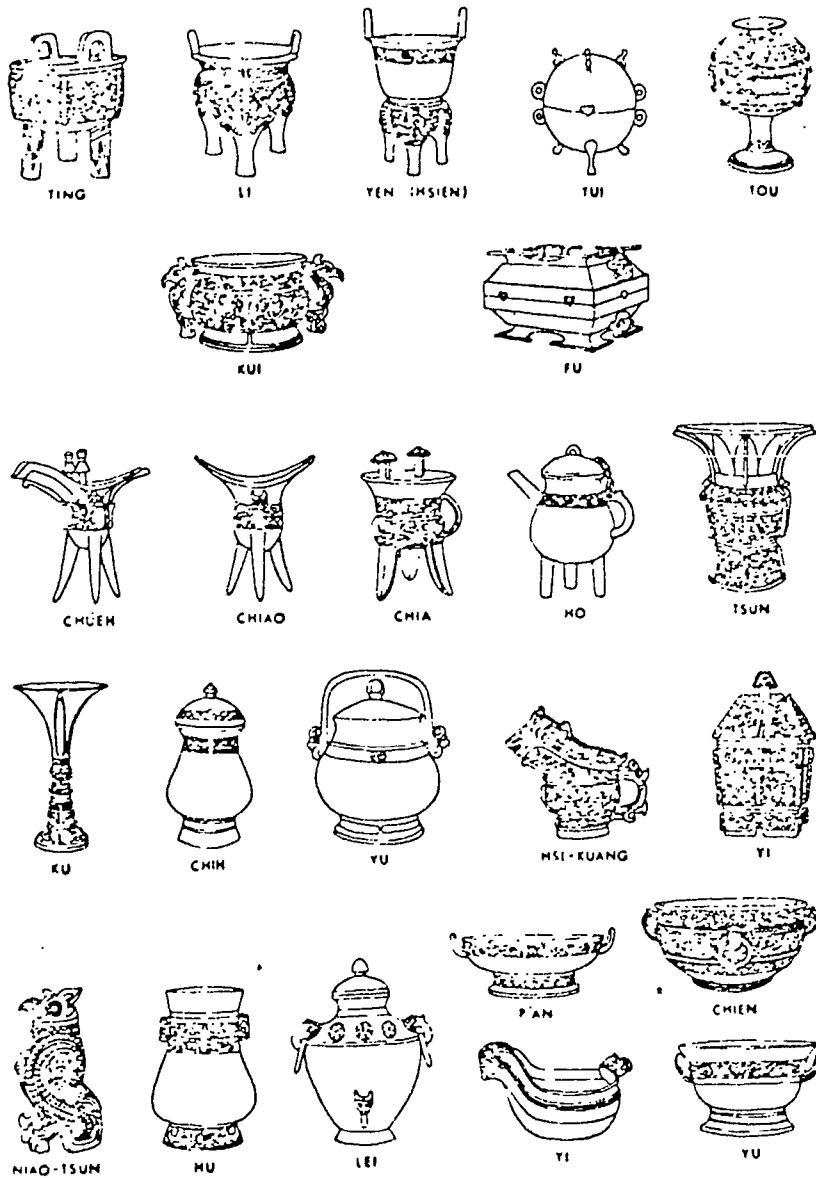 TING
LI
YEN (HSIEN)
TUI
TOU
KUI
FU
CHÜEH
CHIAO
CHIA
HO
TSUN
KU
CHIH
YU
HSI-KUANG
YI
P'AN
CHIEN
NIAO-TSUN
HU
LEI
YI
YU